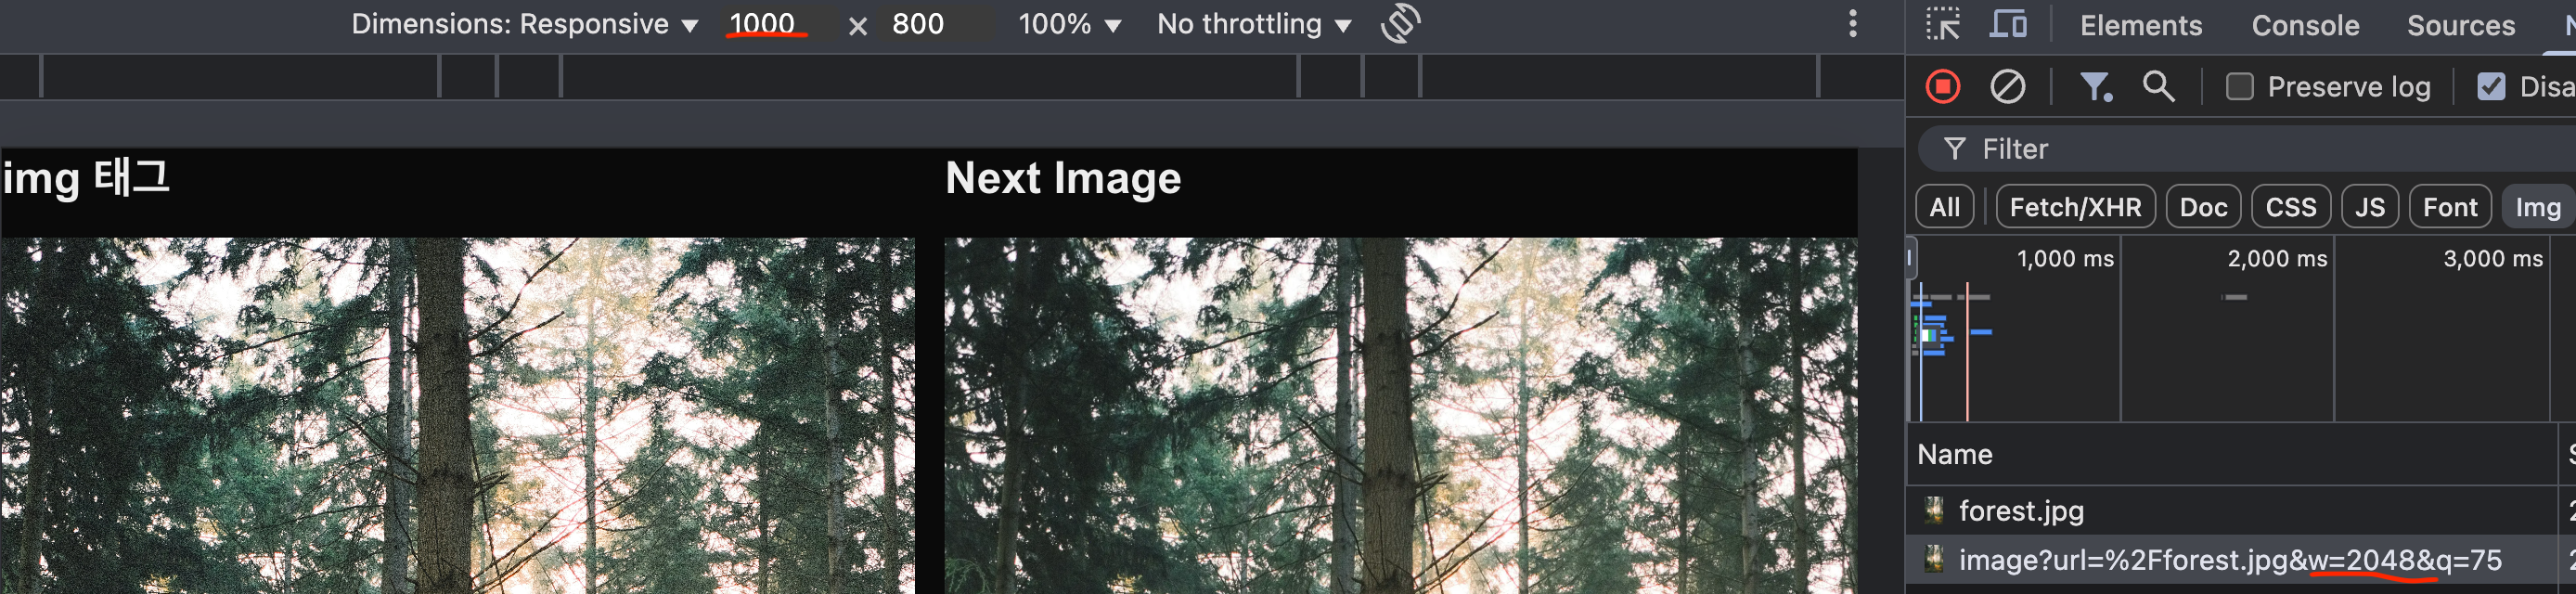 Dimensions: Responsive ▼ 1000 × 800 100% ▼ No throttling ▼
Elements Console Sources
Preserve log Disa
Filter
All Fetch/XHR Doc CSS JS Font Img
1,000 ms 2,000 ms 3,000 ms
Name
forest.jpg
image?url=%2Fforest.jpg&w=2048&q=75
img 태그
Next Image